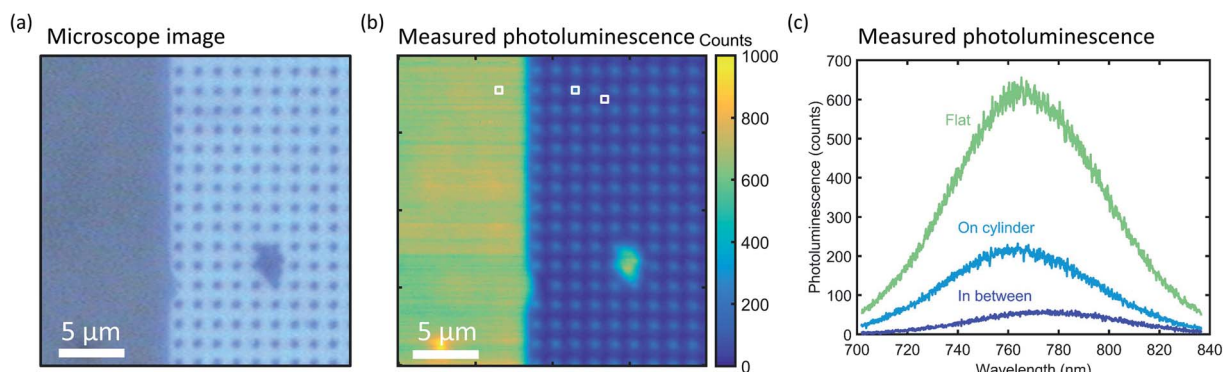 (a) Microscope image
5 µm
(b) Measured photoluminescence Counts
1000
800
600
400
200
0
5 µm
(c) Measured photoluminescence
Photoluminescence (counts)
700
600
500
400
300
200
100
0
Flat
On cylinder
In between
700 720 740 760 780 800 820 840
Wavelength (nm)